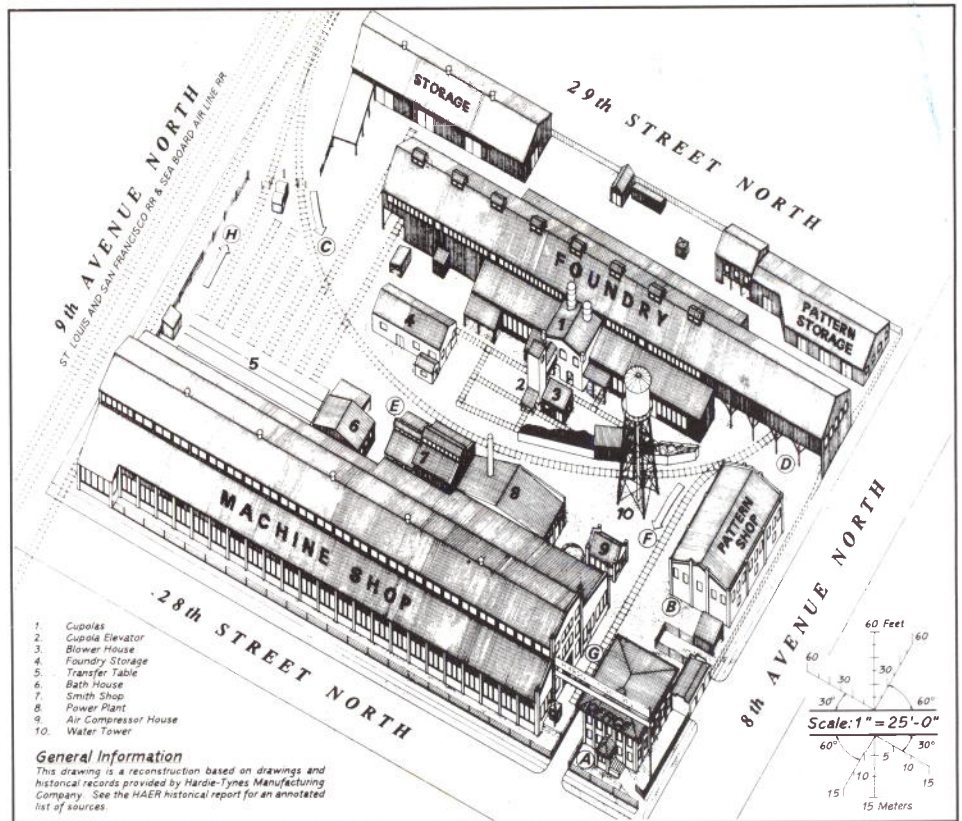 9th AVENUE NORTH
ST LOUIS AND SAN FRANCISCO RR & SEA BOARD AIR LINE RR
29th STREET NORTH
STORAGE
FOUNDRY
PATTERN
STORAGE
H
C
1
4
2
3
5
6
E
7
8
10
D
F
PATTERN
SHOP
9
B
MACHINE SHOP
G
A
28th STREET NORTH
8th AVENUE NORTH
1. Cupolas
2. Cupola Elevator
3. Blower House
4. Foundry Storage
5. Transfer Table
6. Bath House
7. Smith Shop
8. Power Plant
9. Air Compressor House
10. Water Tower
General Information
This drawing is a reconstruction based on drawings and
historical records provided by Hardie-Tynes Manufacturing
Company. See the HAER historical report for an annotated
list of sources.
60 Feet
60
60
30
30
30
30°
60°
Scale: 1" = 25'-0"
60°
30°
5
5
10
10
10
15
15
15 Meters